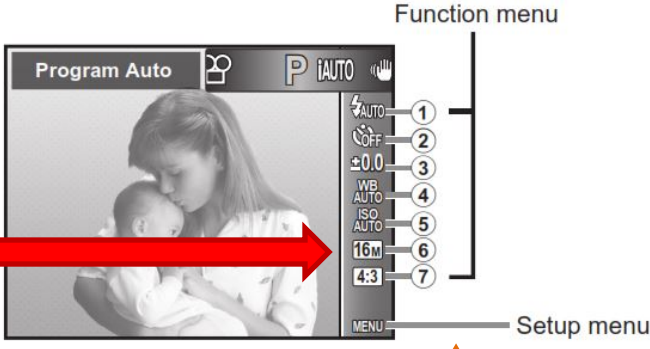 Function menu
Program Auto P iAUTO
AUTO 1
OFF 2
±0.0 3
WB AUTO 4
ISO AUTO 5
16M 6
4:3 7
MENU Setup menu